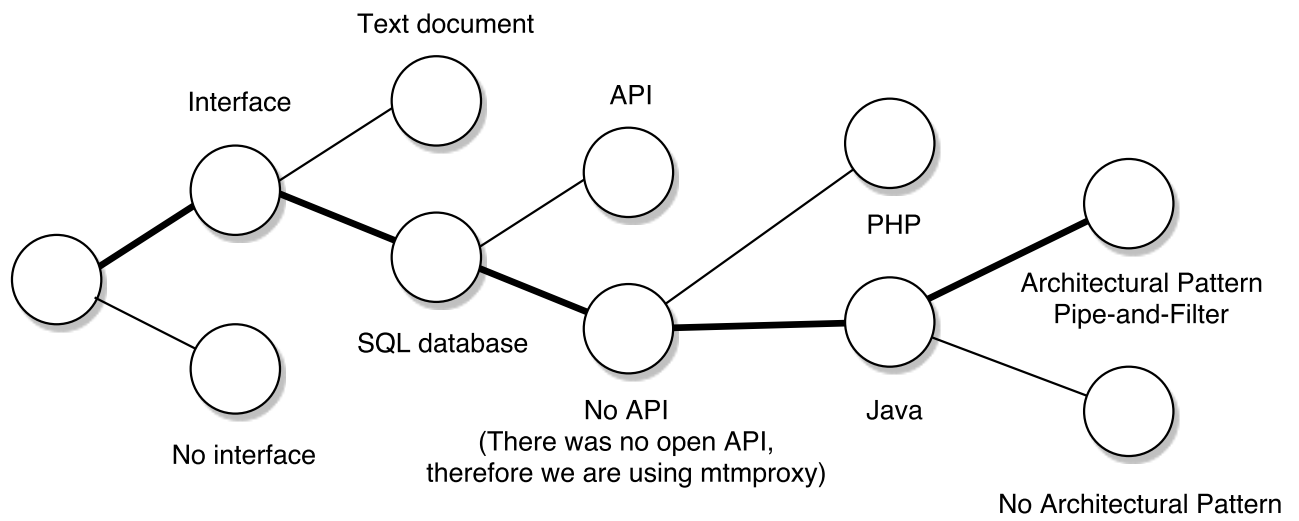 Text document
Interface
API
PHP
Architectural Pattern
Pipe-and-Filter
SQL database
No API
(There was no open API,
therefore we are using mtmproxy)
Java
No interface
No Architectural Pattern